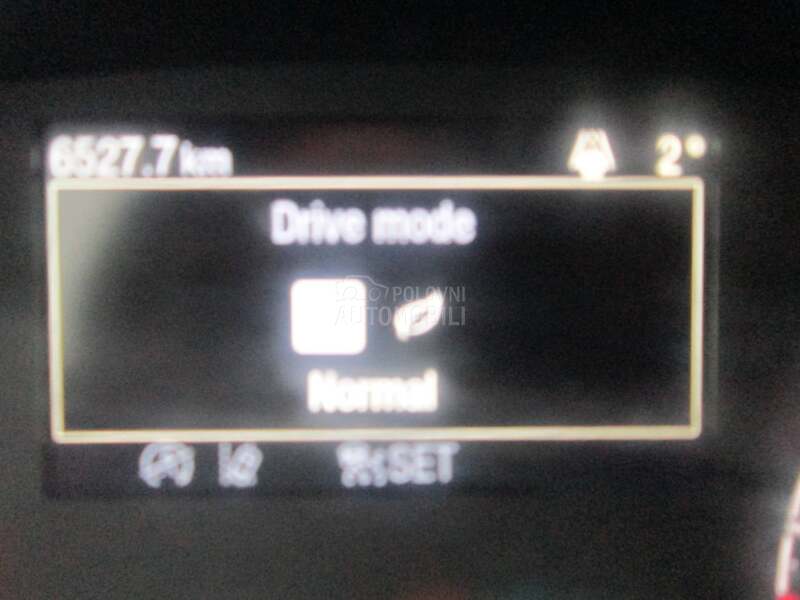 6527.7 km 2°
Drive mode
POLOVNI
AUTOMOBILI
Normal
SET